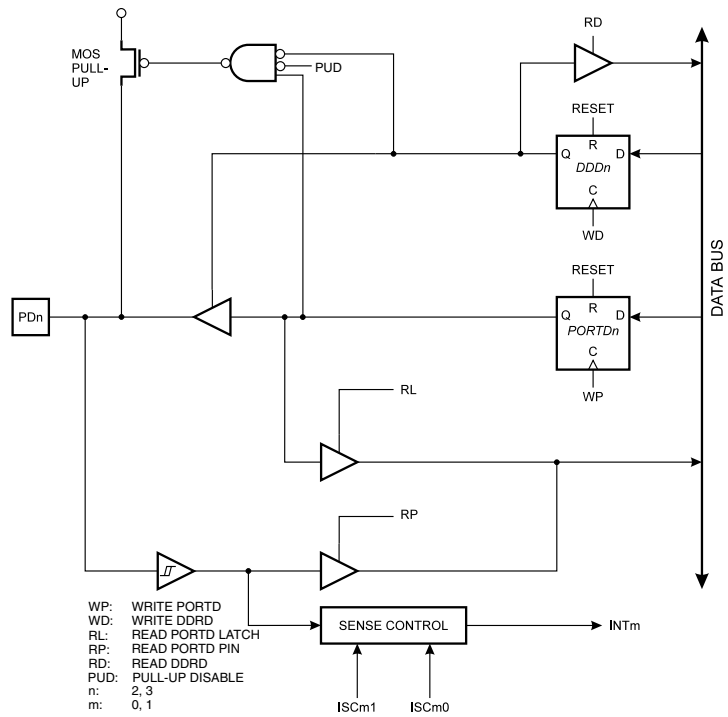 RD
MOS
PULL-
UP
PUD
RESET
R
Q
D
DDDn
C
WD
DATA BUS
RESET
R
PDn
Q
D
PORTDn
C
WP
RL
RP
WP: WRITE PORTD
WD: WRITE DDRD
RL: READ PORTD LATCH
RP: READ PORTD PIN
RD: READ DDRD
PUD: PULL-UP DISABLE
n: 2, 3
m: 0, 1
SENSE CONTROL
INTm
ISCm1
ISCm0